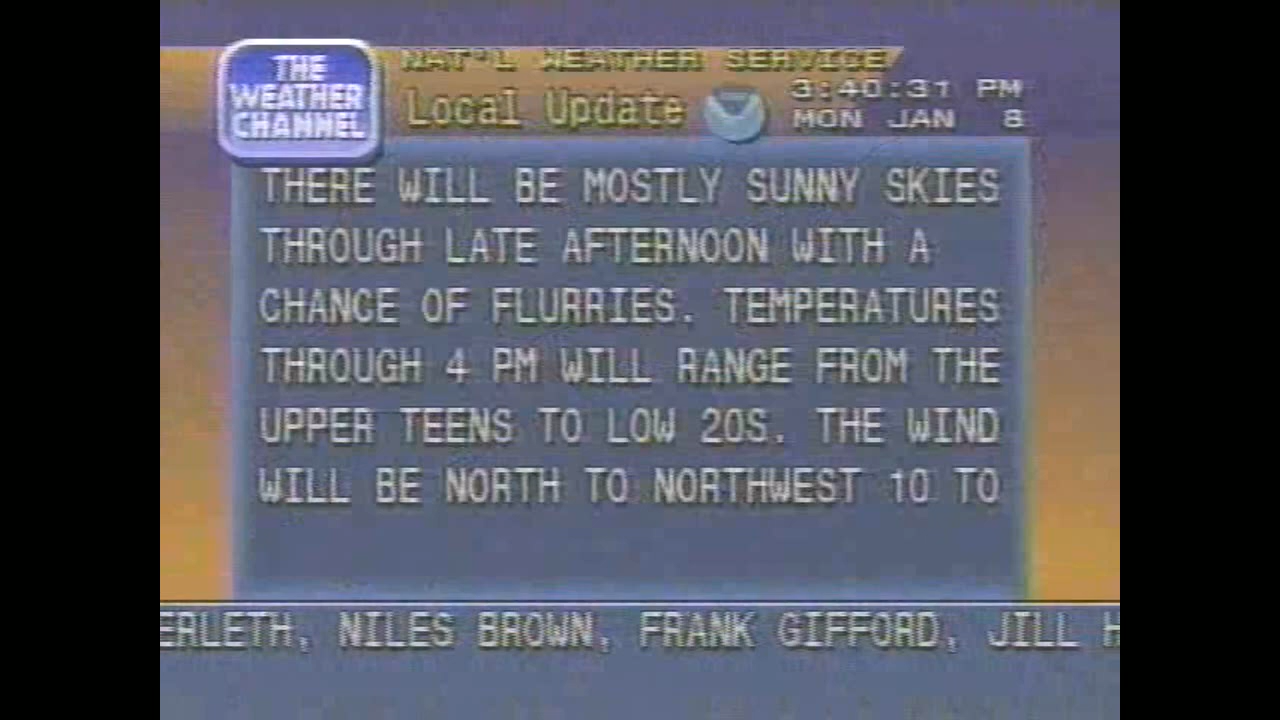 THE
WEATHER
CHANNEL
NAT'L WEATHER SERVICE
Local Update
3:40:31 PM
MON JAN 8
THERE WILL BE MOSTLY SUNNY SKIES
THROUGH LATE AFTERNOON WITH A
CHANCE OF FLURRIES. TEMPERATURES
THROUGH 4 PM WILL RANGE FROM THE
UPPER TEENS TO LOW 20S. THE WIND
WILL BE NORTH TO NORTHWEST 10 TO
ERLETH, NILES BROWN, FRANK GIFFORD, JILL H